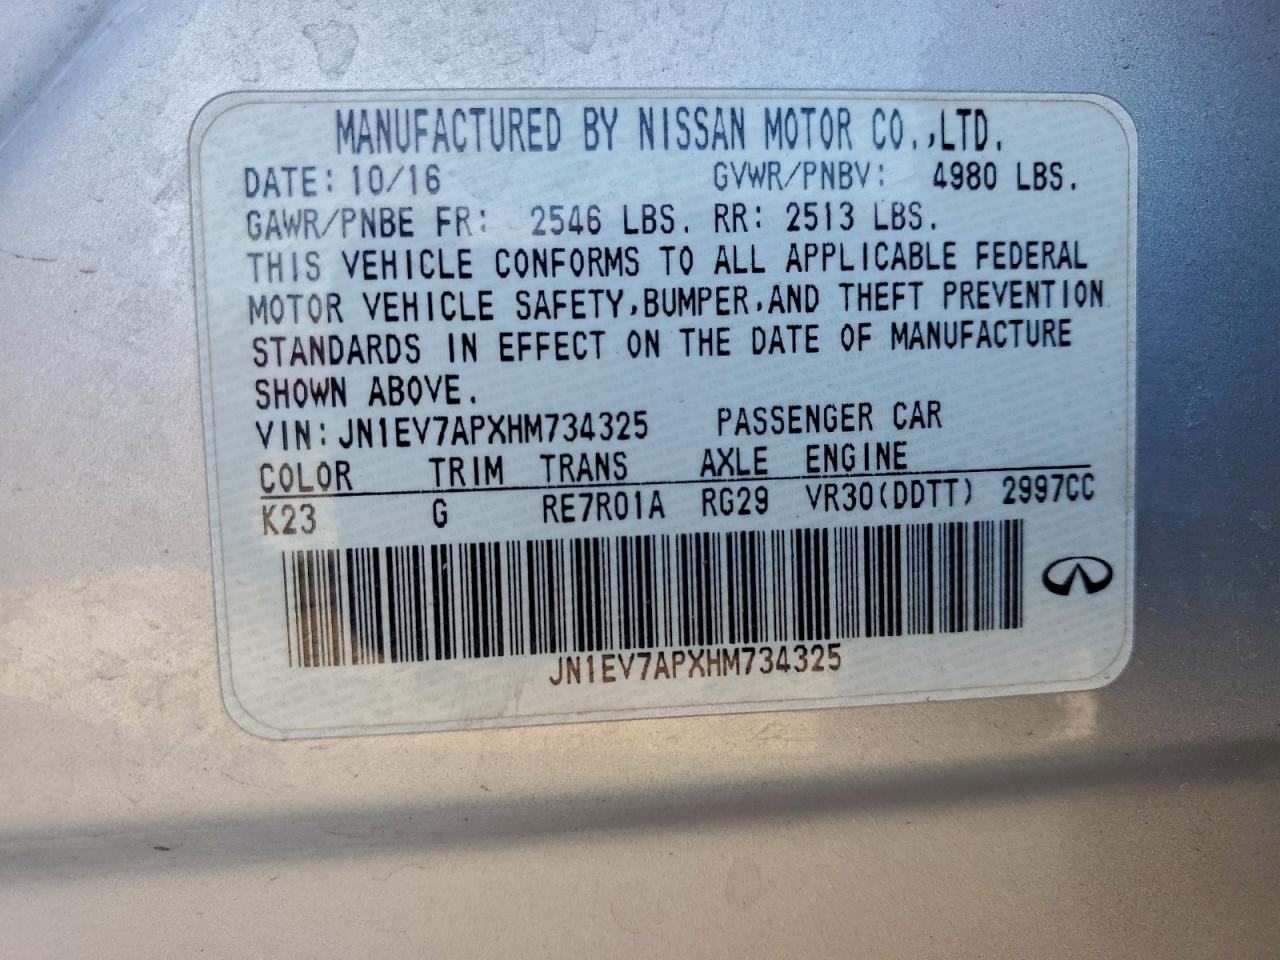 MANUFACTURED BY NISSAN MOTOR CO.,LTD.
DATE: 10/16 GVWR/PNBV: 4980 LBS.
GAWR/PNBE FR: 2546 LBS. RR: 2513 LBS.
THIS VEHICLE CONFORMS TO ALL APPLICABLE FEDERAL
MOTOR VEHICLE SAFETY,BUMPER,AND THEFT PREVENTION
STANDARDS IN EFFECT ON THE DATE OF MANUFACTURE
SHOWN ABOVE.
VIN: JN1EV7APXHM734325 PASSENGER CAR
COLOR TRIM TRANS AXLE ENGINE
K23 G RE7R01A RG29 VR30(DDTT) 2997CC
JN1EV7APXHM734325